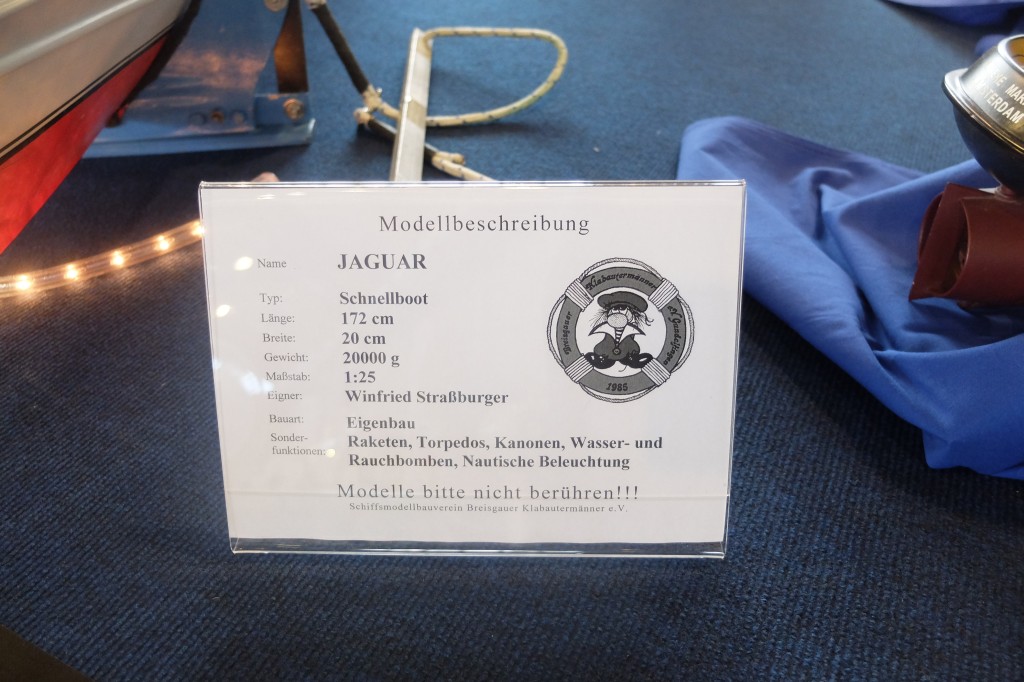 Modellbeschreibung
Name JAGUAR
Typ: Schnellboot
Länge: 172 cm
Breite: 20 cm
Gewicht: 20000 g
Maßstab: 1:25
Eigner: Winfried Straßburger
Bauart: Eigenbau
Sonder- Raketen, Torpedos, Kanonen, Wasser- und
funktionen: Rauchbomben, Nautische Beleuchtung
Modelle bitte nicht berühren!!!
Schiffsmodellbauverein Breisgauer Klabautermänner e.V.
Breisgauer
Klabautermänner
1985